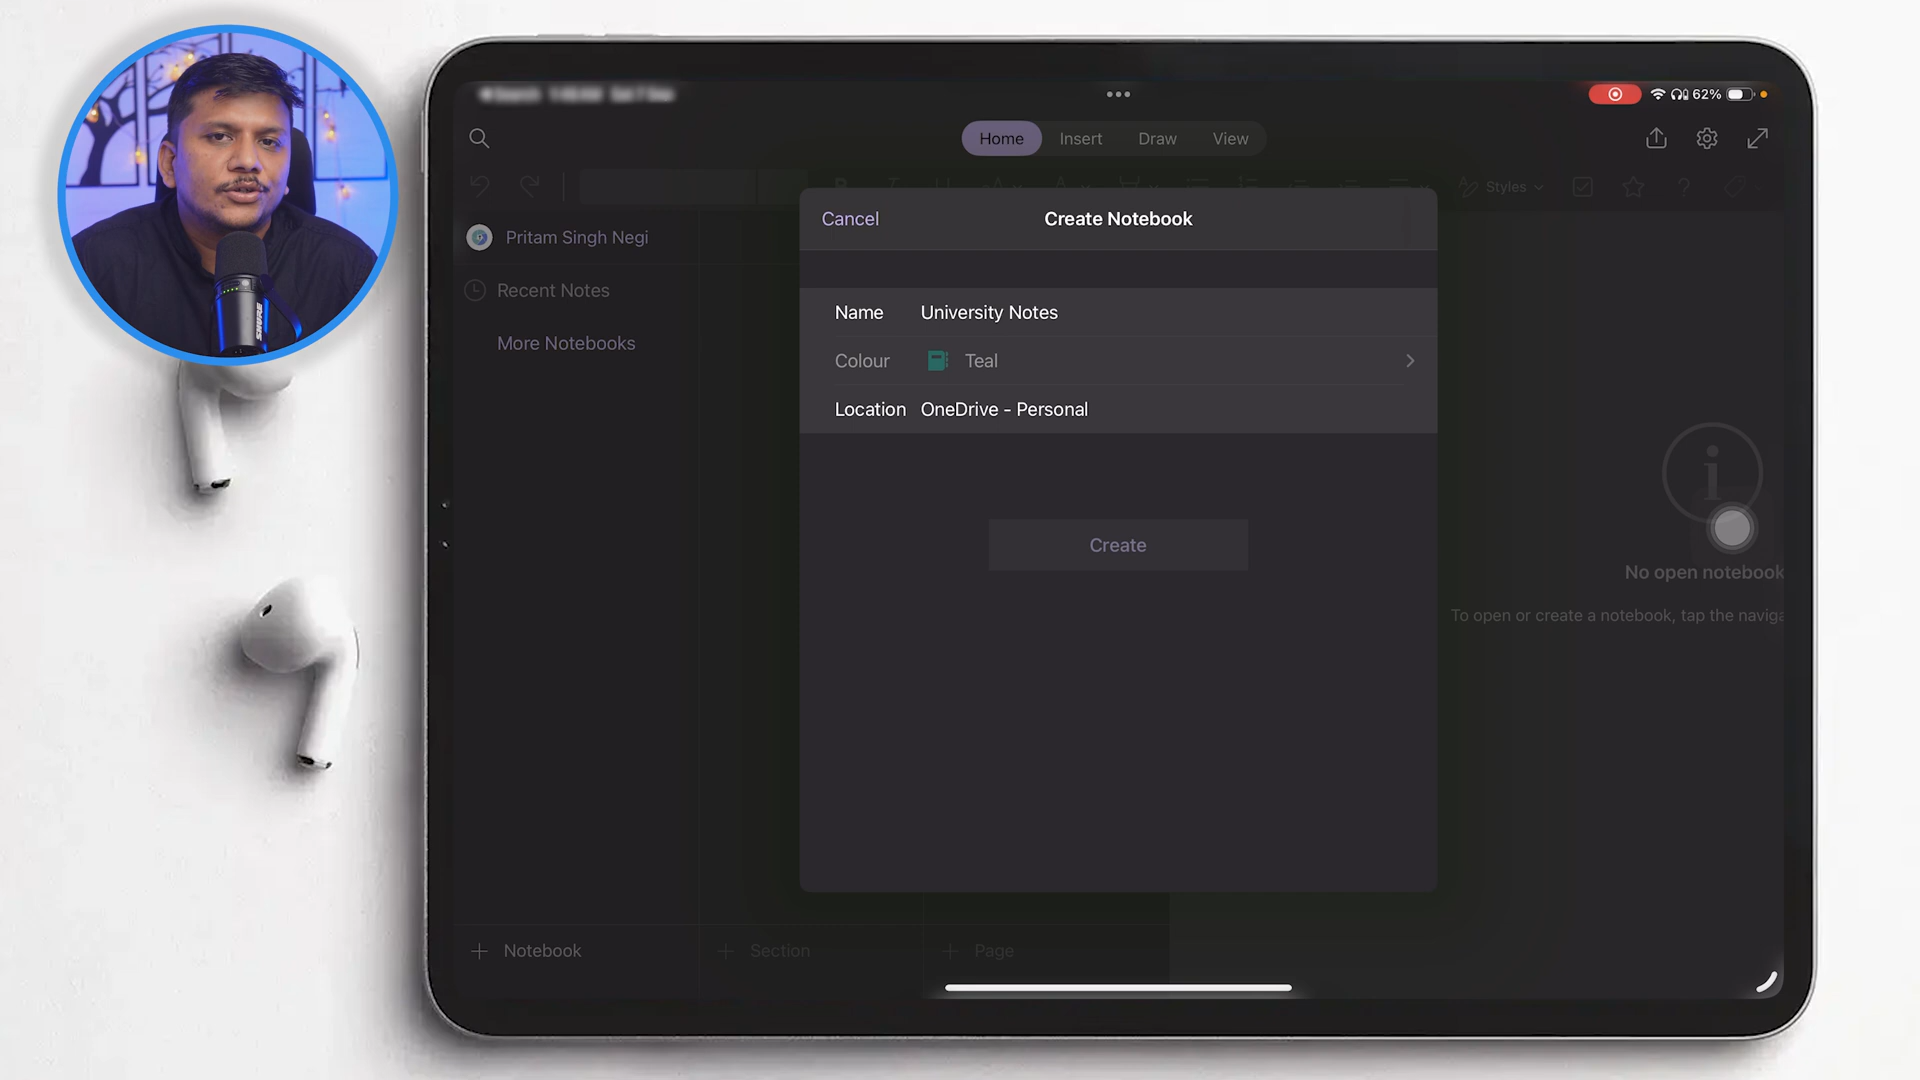 62%
Home Insert Draw View
Styles
Pritam Singh Negi
Recent Notes
More Notebooks
Cancel Create Notebook
Name University Notes
Colour Teal
Location OneDrive - Personal
Create
No open notebook
To open or create a notebook, tap the naviga
Notebook Section Page
SHURE